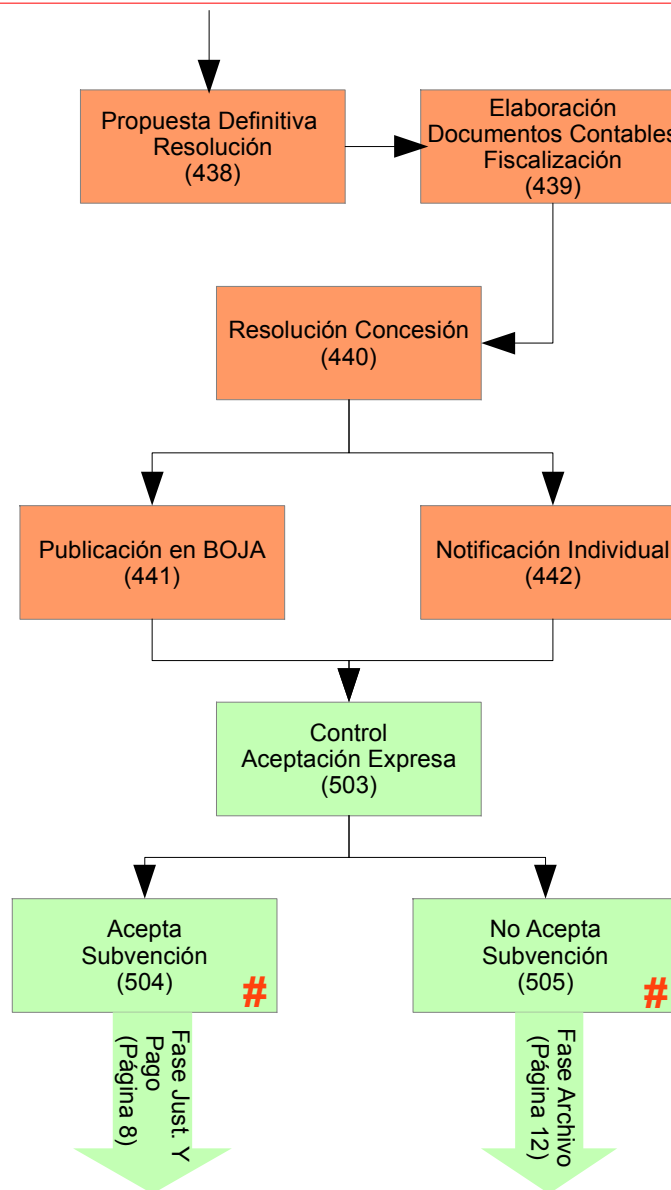 Propuesta Definitiva
Resolución
(438)
Elaboración
Documentos Contables
Fiscalización
(439)
Resolución Concesión
(440)
Publicación en BOJA
(441)
Notificación Individual
(442)
Control
Aceptación Expresa
(503)
Acepta
Subvención
(504)
#
No Acepta
Subvención
(505)
#
Fase Just. Y
Pago
(Página 8)
Fase Archivo
(Página 12)